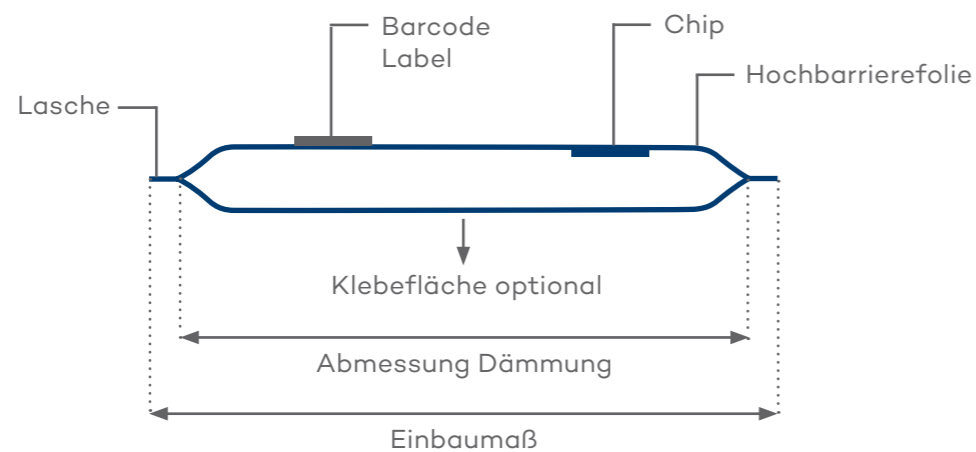 Barcode
Label
Chip
Hochbarrierefolie
Lasche
Klebefläche optional
Abmessung Dämmung
Einbaumaß